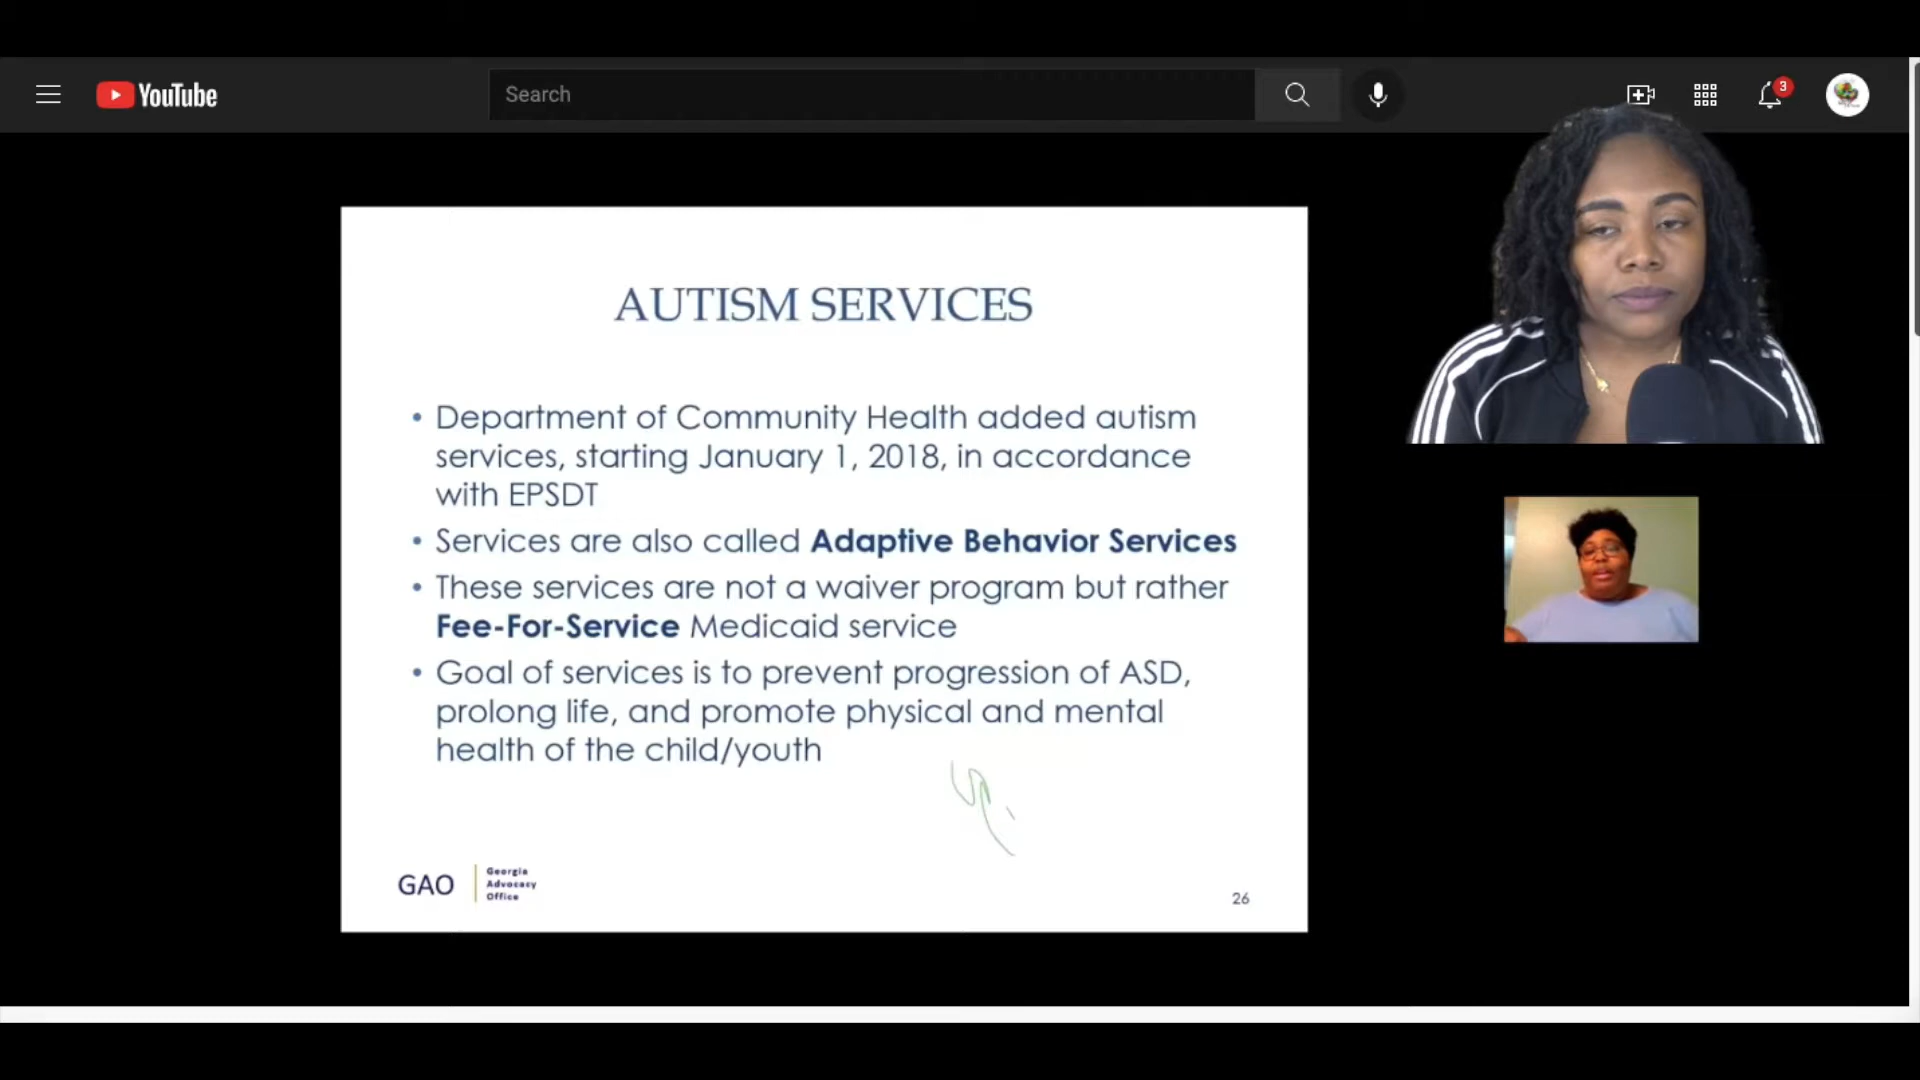 YouTube
Search
3
AUTISM SERVICES
• Department of Community Health added autism
services, starting January 1, 2018, in accordance
with EPSDT
• Services are also called Adaptive Behavior Services
• These services are not a waiver program but rather
Fee-For-Service Medicaid service
• Goal of services is to prevent progression of ASD,
prolong life, and promote physical and mental
health of the child/youth
GAO
Georgia
Advocacy
Office
26